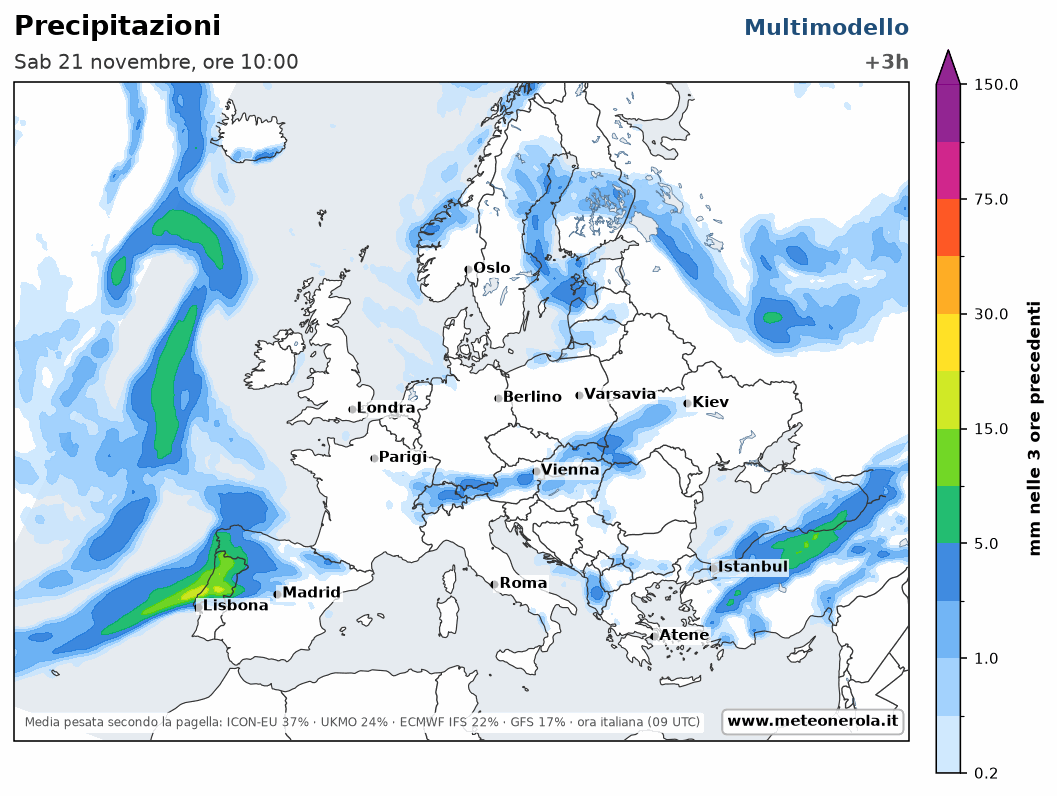 Precipitazioni
Multimodello
Sab 21 novembre, ore 10:00
+3h
150.0
75.0
30.0
15.0
5.0
1.0
0.2
mm nelle 3 ore precedenti
Oslo
Londra
Berlino
Varsavia
Kiev
Parigi
Vienna
Istanbul
Roma
Madrid
Lisbona
Atene
Media pesata secondo la pagella: ICON-EU 37% · UKMO 24% · ECMWF IFS 22% · GFS 17% · ora italiana (09 UTC)
www.meteonerola.it